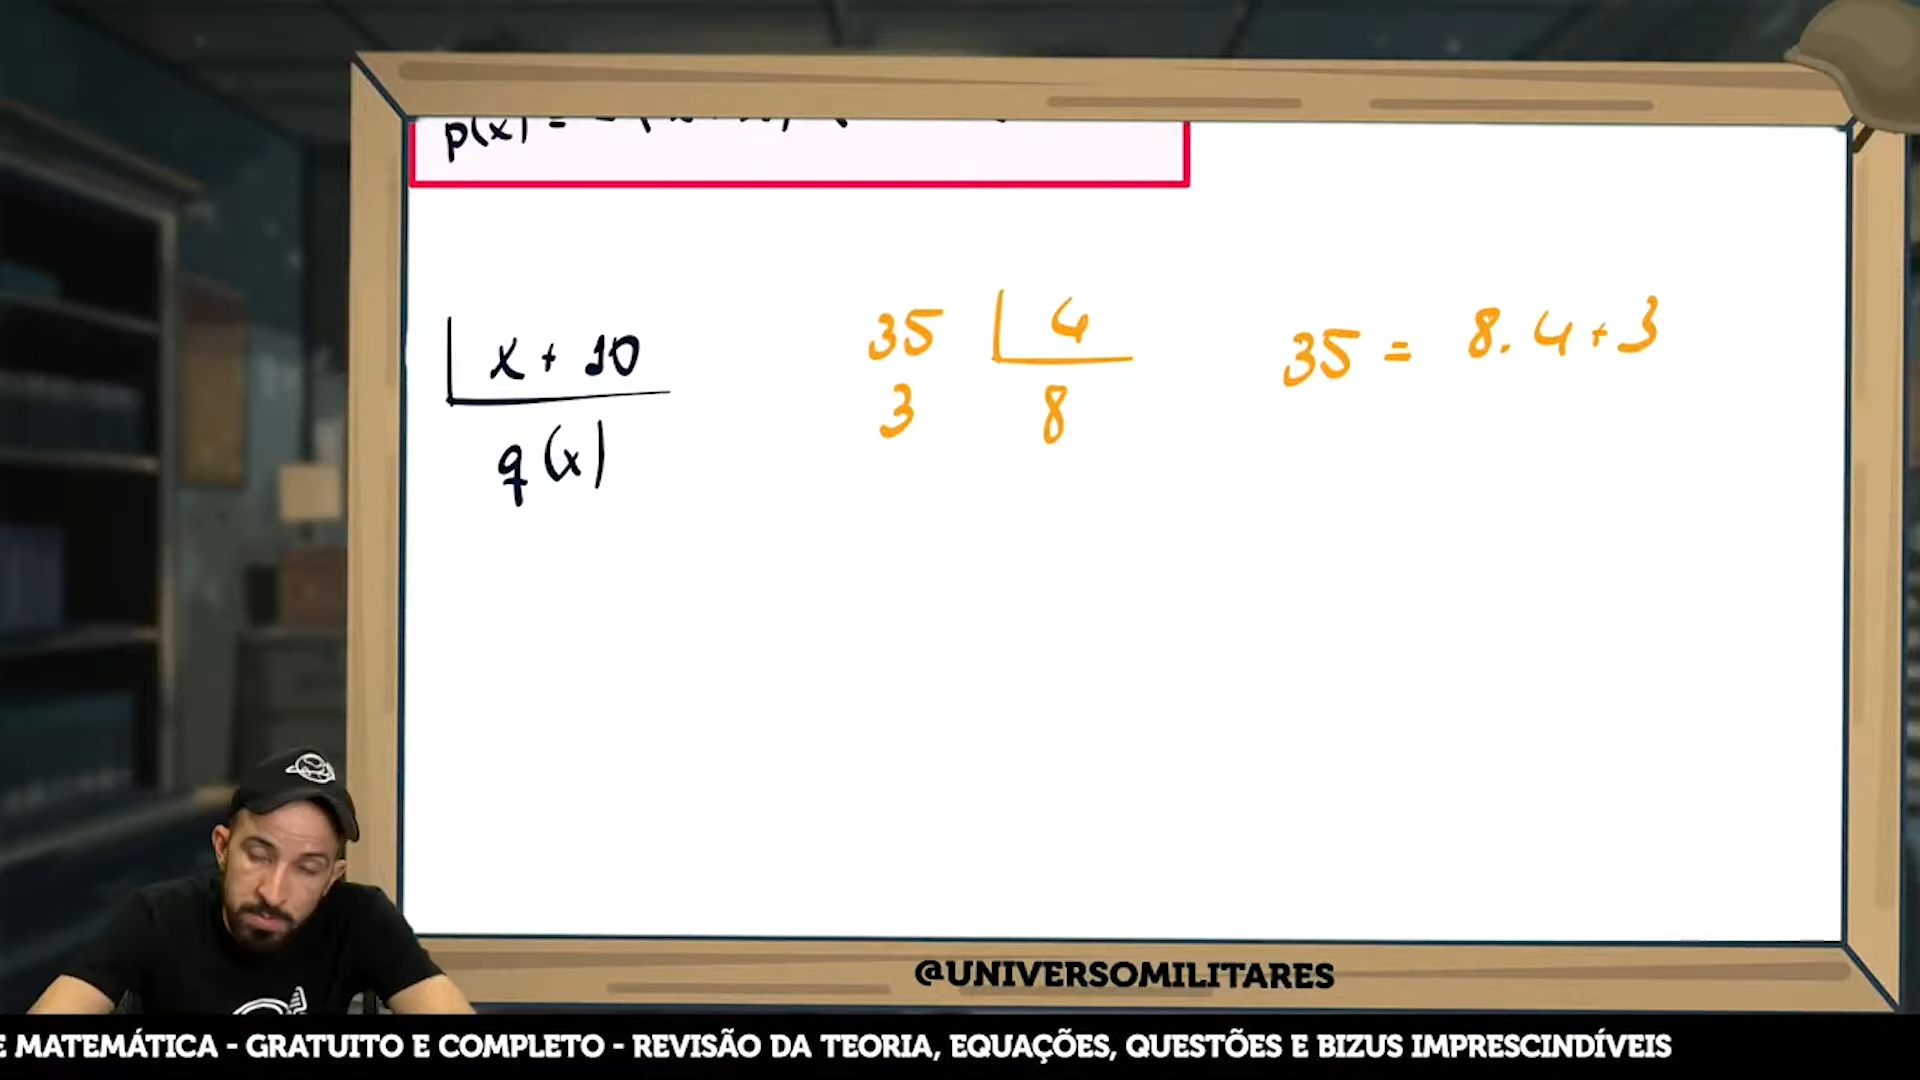 p(x) =
x + 10
q(x)
35 4
3 8
35 = 8. 4 + 3
@UNIVERSOMILITARES
E MATEMÁTICA - GRATUITO E COMPLETO - REVISÃO DA TEORIA, EQUAÇÕES, QUESTÕES E BIZUS IMPRESCINDÍVEIS